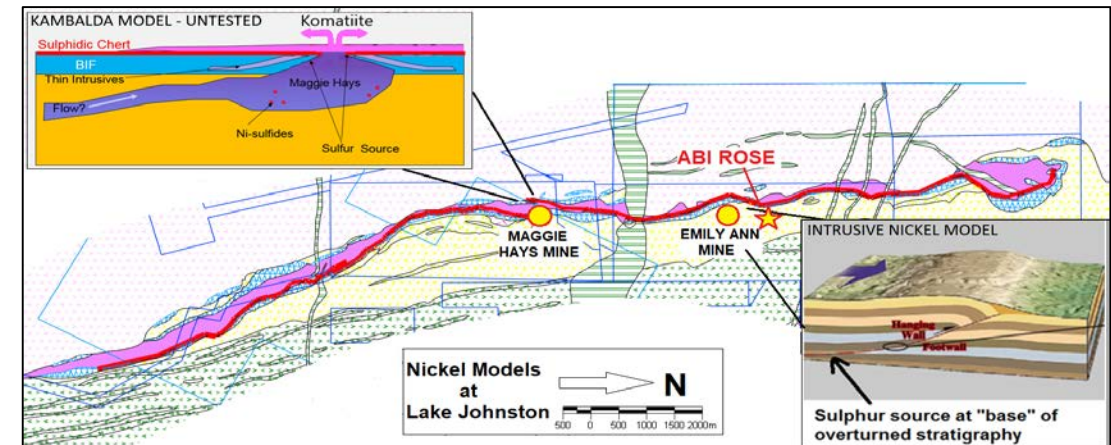 KAMBALDA MODEL - UNTESTED
Komatiite
Sulphidic Chert
BIF
Thin Intrusives
Maggie Hays
Flow?
Ni-sulfides
Sulfur Source
ABI ROSE
MAGGIE
HAYS MINE
EMILY ANN
MINE
INTRUSIVE NICKEL MODEL
Hanging
Wall
Footwall
Sulphur source at "base" of
overturned stratigraphy
Nickel Models
at
Lake Johnston
N
500 0 500 1000 1500 2000m